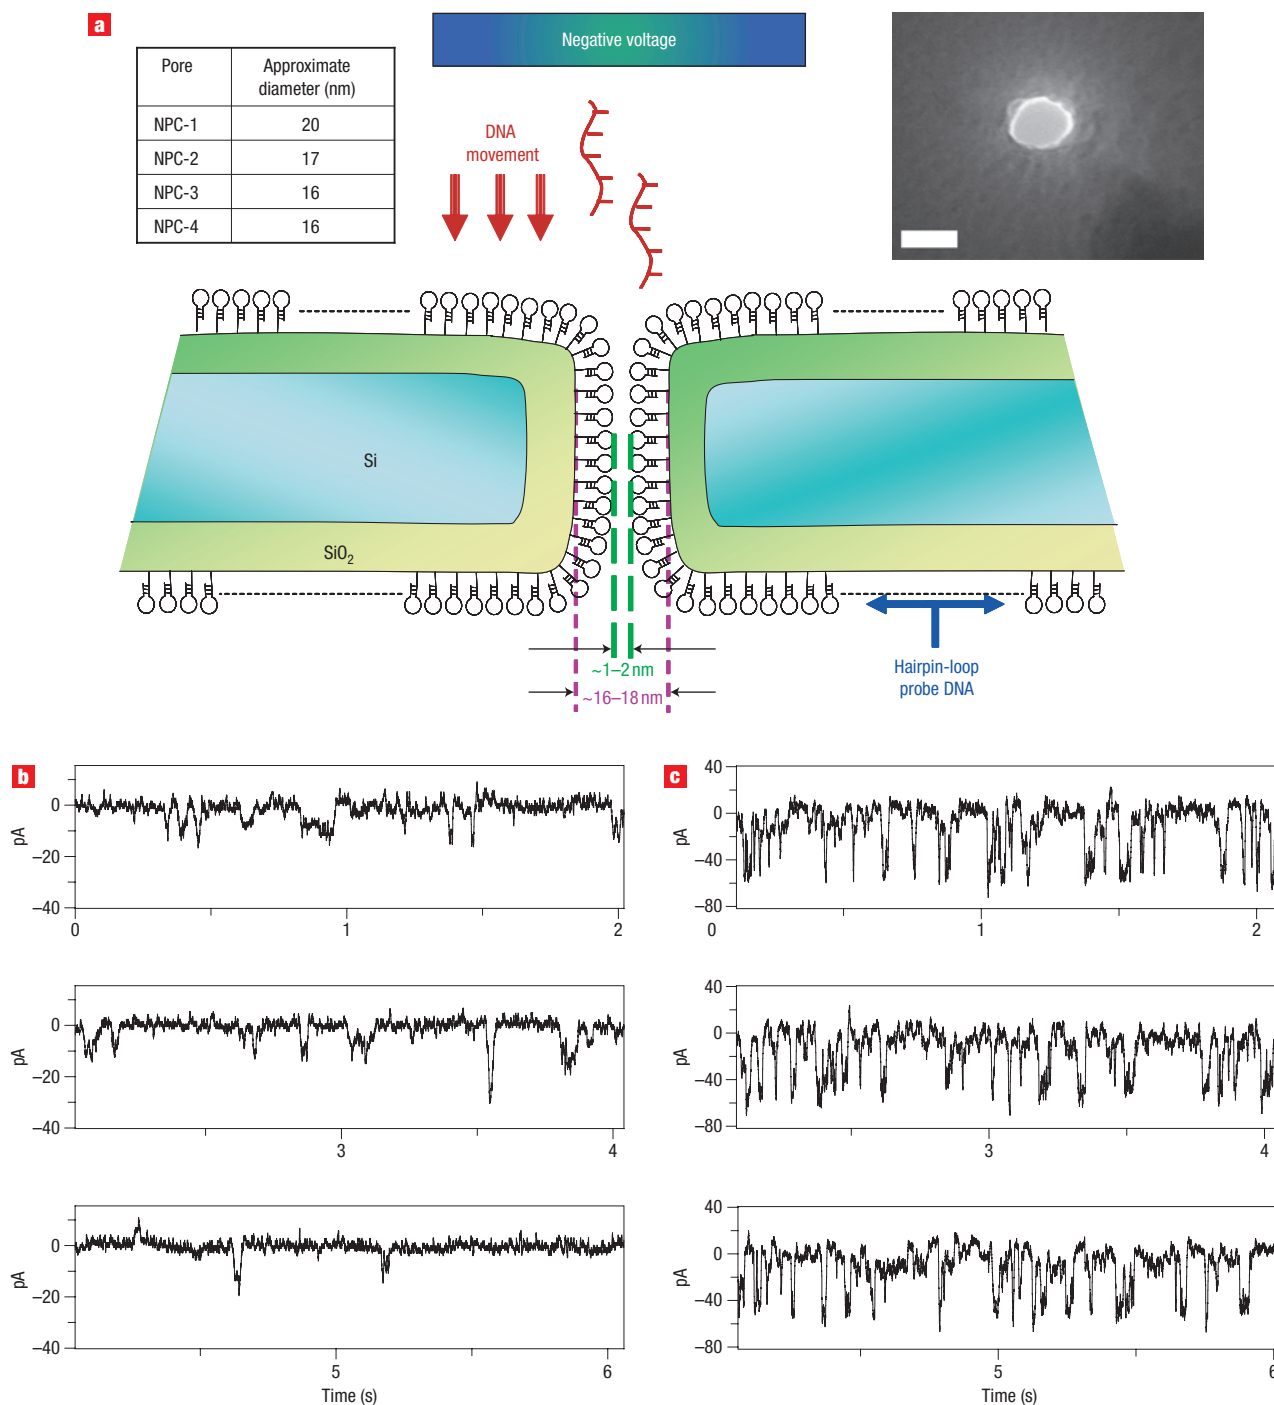 a
Pore Approximate diameter (nm)
NPC-1 20
NPC-2 17
NPC-3 16
NPC-4 16
Negative voltage
DNA
movement
Si
SiO2
~1–2 nm
~16–18 nm
Hairpin-loop
probe DNA
b
pA
0
–20
–40
0 1 2
pA
0
–20
–40
3 4
pA
0
–20
–40
5 6
Time (s)
c
pA
40
0
–40
–80
0 1 2
pA
40
0
–40
–80
3 4
pA
40
0
–40
–80
5 6
Time (s)